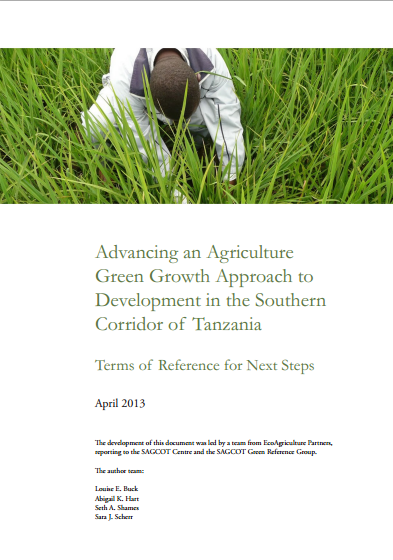 Advancing an Agriculture
Green Growth Approach to
Development in the Southern
Corridor of Tanzania
Terms of Reference for Next Steps
April 2013
The development of this document was led by a team from EcoAgriculture Partners,
reporting to the SAGCOT Centre and the SAGCOT Green Reference Group.
The author team:
Louise E. Buck
Abigail K. Hart
Seth A. Shames
Sara J. Scherr